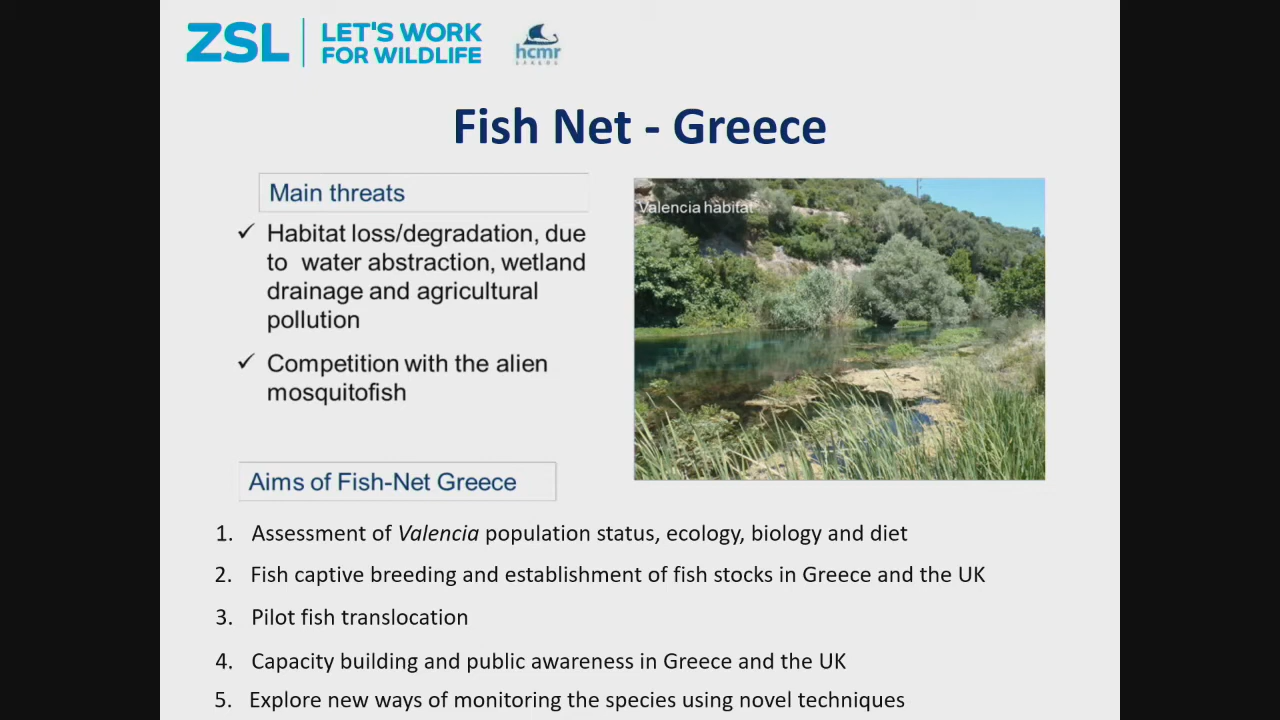 ZSL
LET'S WORK
FOR WILDLIFE
hcmr
Fish Net - Greece
Main threats
✓ Habitat loss/degradation, due
to water abstraction, wetland
drainage and agricultural
pollution
✓ Competition with the alien
mosquitofish
Valencia habitat
Aims of Fish-Net Greece
1. Assessment of Valencia population status, ecology, biology and diet
2. Fish captive breeding and establishment of fish stocks in Greece and the UK
3. Pilot fish translocation
4. Capacity building and public awareness in Greece and the UK
5. Explore new ways of monitoring the species using novel techniques